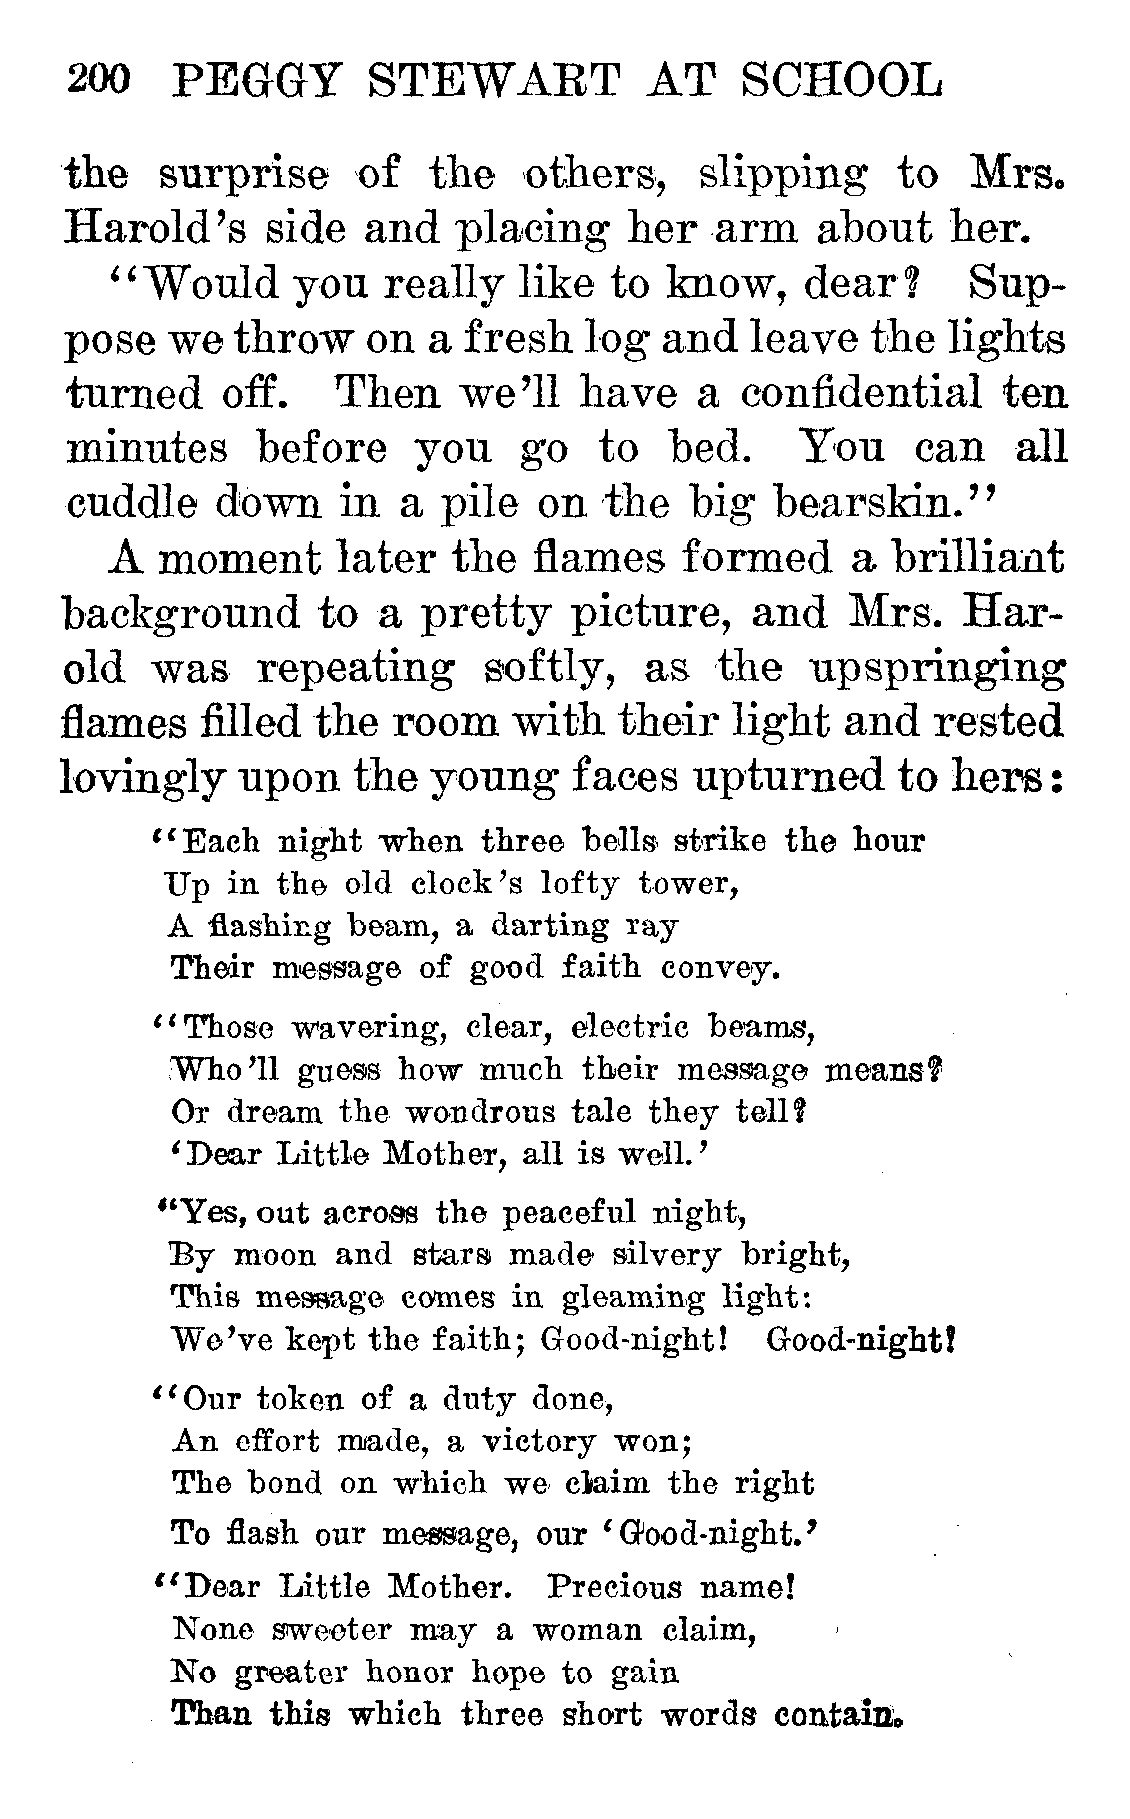 200 PEGGY STEWART AT SCHOOL
the surprise of the others, slipping to Mrs.
Harold's side and placing her arm about her.
"Would you really like to know, dear? Sup-
pose we throw on a fresh log and leave the lights
turned off. Then we'll have a confidential ten
minutes before you go to bed. You can all
cuddle down in a pile on the big bearskin."
A moment later the flames formed a brilliant
background to a pretty picture, and Mrs. Har-
old was repeating softly, as the upspringing
flames filled the room with their light and rested
lovingly upon the young faces upturned to hers:
"Each night when three bells strike the hour
Up in the old clock's lofty tower,
A flashing beam, a darting ray
Their message of good faith convey.
"Those wavering, clear, electric beams,
Who'll guess how much their message means?
Or dream the wondrous tale they tell?
'Dear Little Mother, all is well.'
"Yes, out across the peaceful night,
By moon and stars made silvery bright,
This message comes in gleaming light:
We've kept the faith; Good-night! Good-night!
"Our token of a duty done,
An effort made, a victory won;
The bond on which we claim the right
To flash our message, our 'Good-night.'
"Dear Little Mother. Precious name!
None sweeter may a woman claim,
No greater honor hope to gain
Than this which three short words contain.